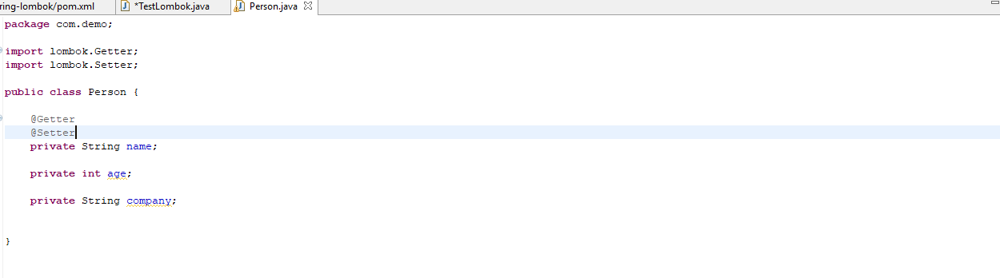 ring-lombok/pom.xml
*TestLombok.java
Person.java
package com.demo;
import lombok.Getter;
import lombok.Setter;
public class Person {
@Getter
@Setter
private String name;
private int age;
private String company;
}